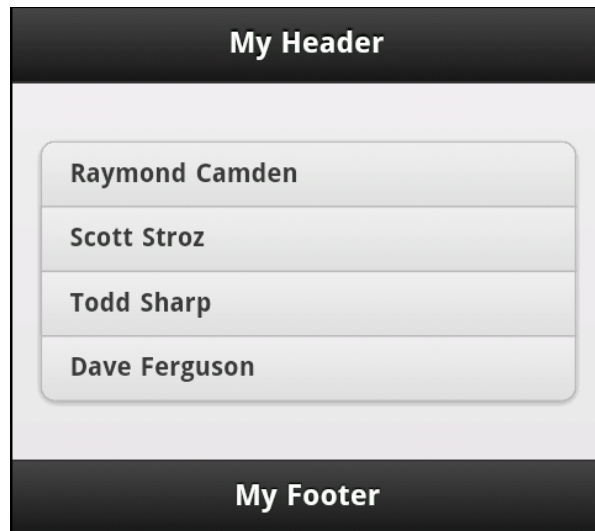 My Header
Raymond Camden
Scott Stroz
Todd Sharp
Dave Ferguson
My Footer